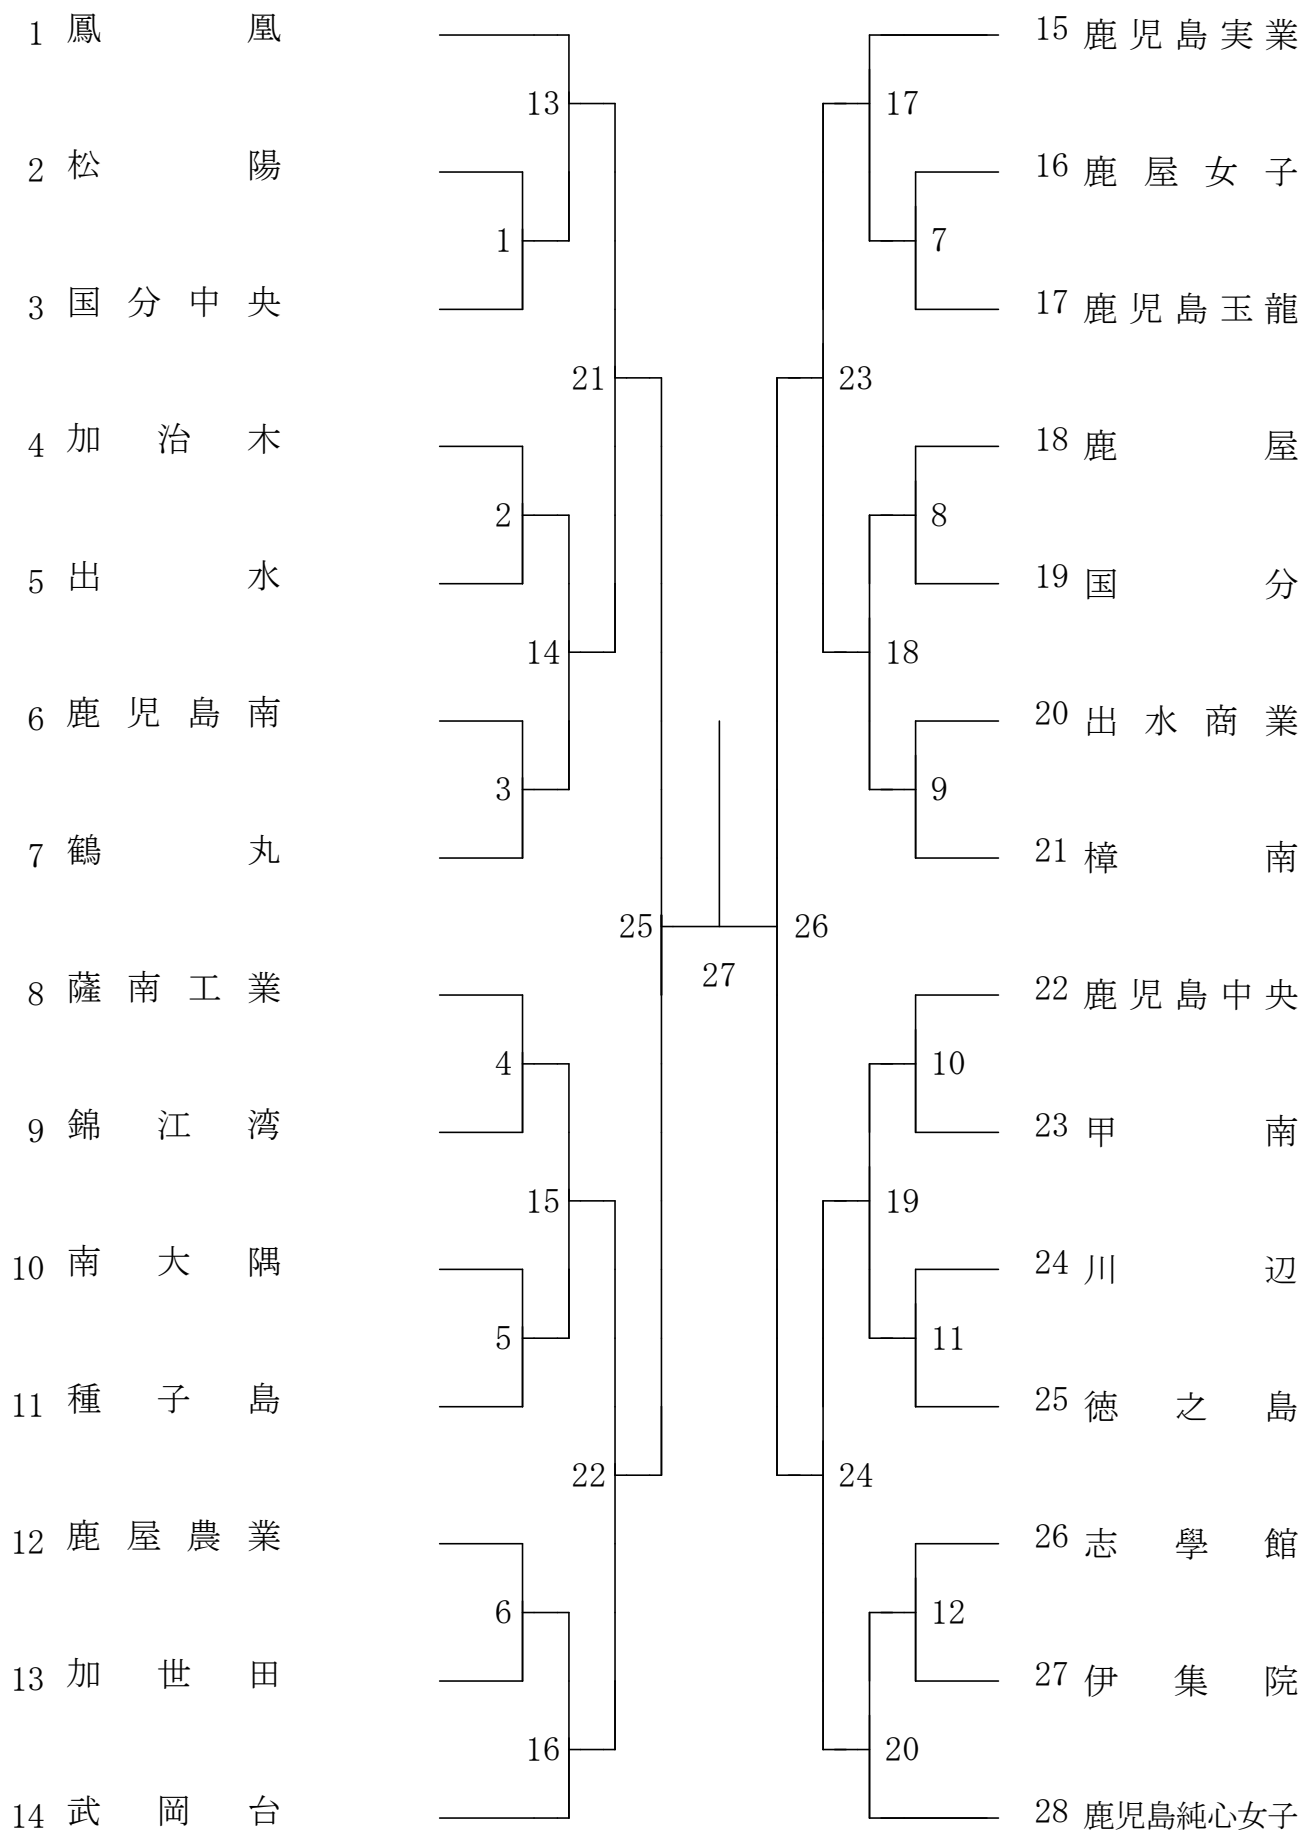 1 鳳凰
15 鹿児島実業
13
17
2 松陽
16 鹿屋女子
1
7
3 国分中央
17 鹿児島玉龍
21
23
4 加治木
18 鹿屋
2
8
5 出水
19 国分
14
18
6 鹿児島南
20 出水商業
3
9
7 鶴丸
21 樟南
25
26
27
8 薩南工業
22 鹿児島中央
4
10
9 錦江湾
23 甲南
15
19
10 南大隅
24 川辺
5
11
11 種子島
25 徳之島
22
24
12 鹿屋農業
26 志學館
6
12
13 加世田
27 伊集院
16
20
14 武岡台
28 鹿児島純心女子